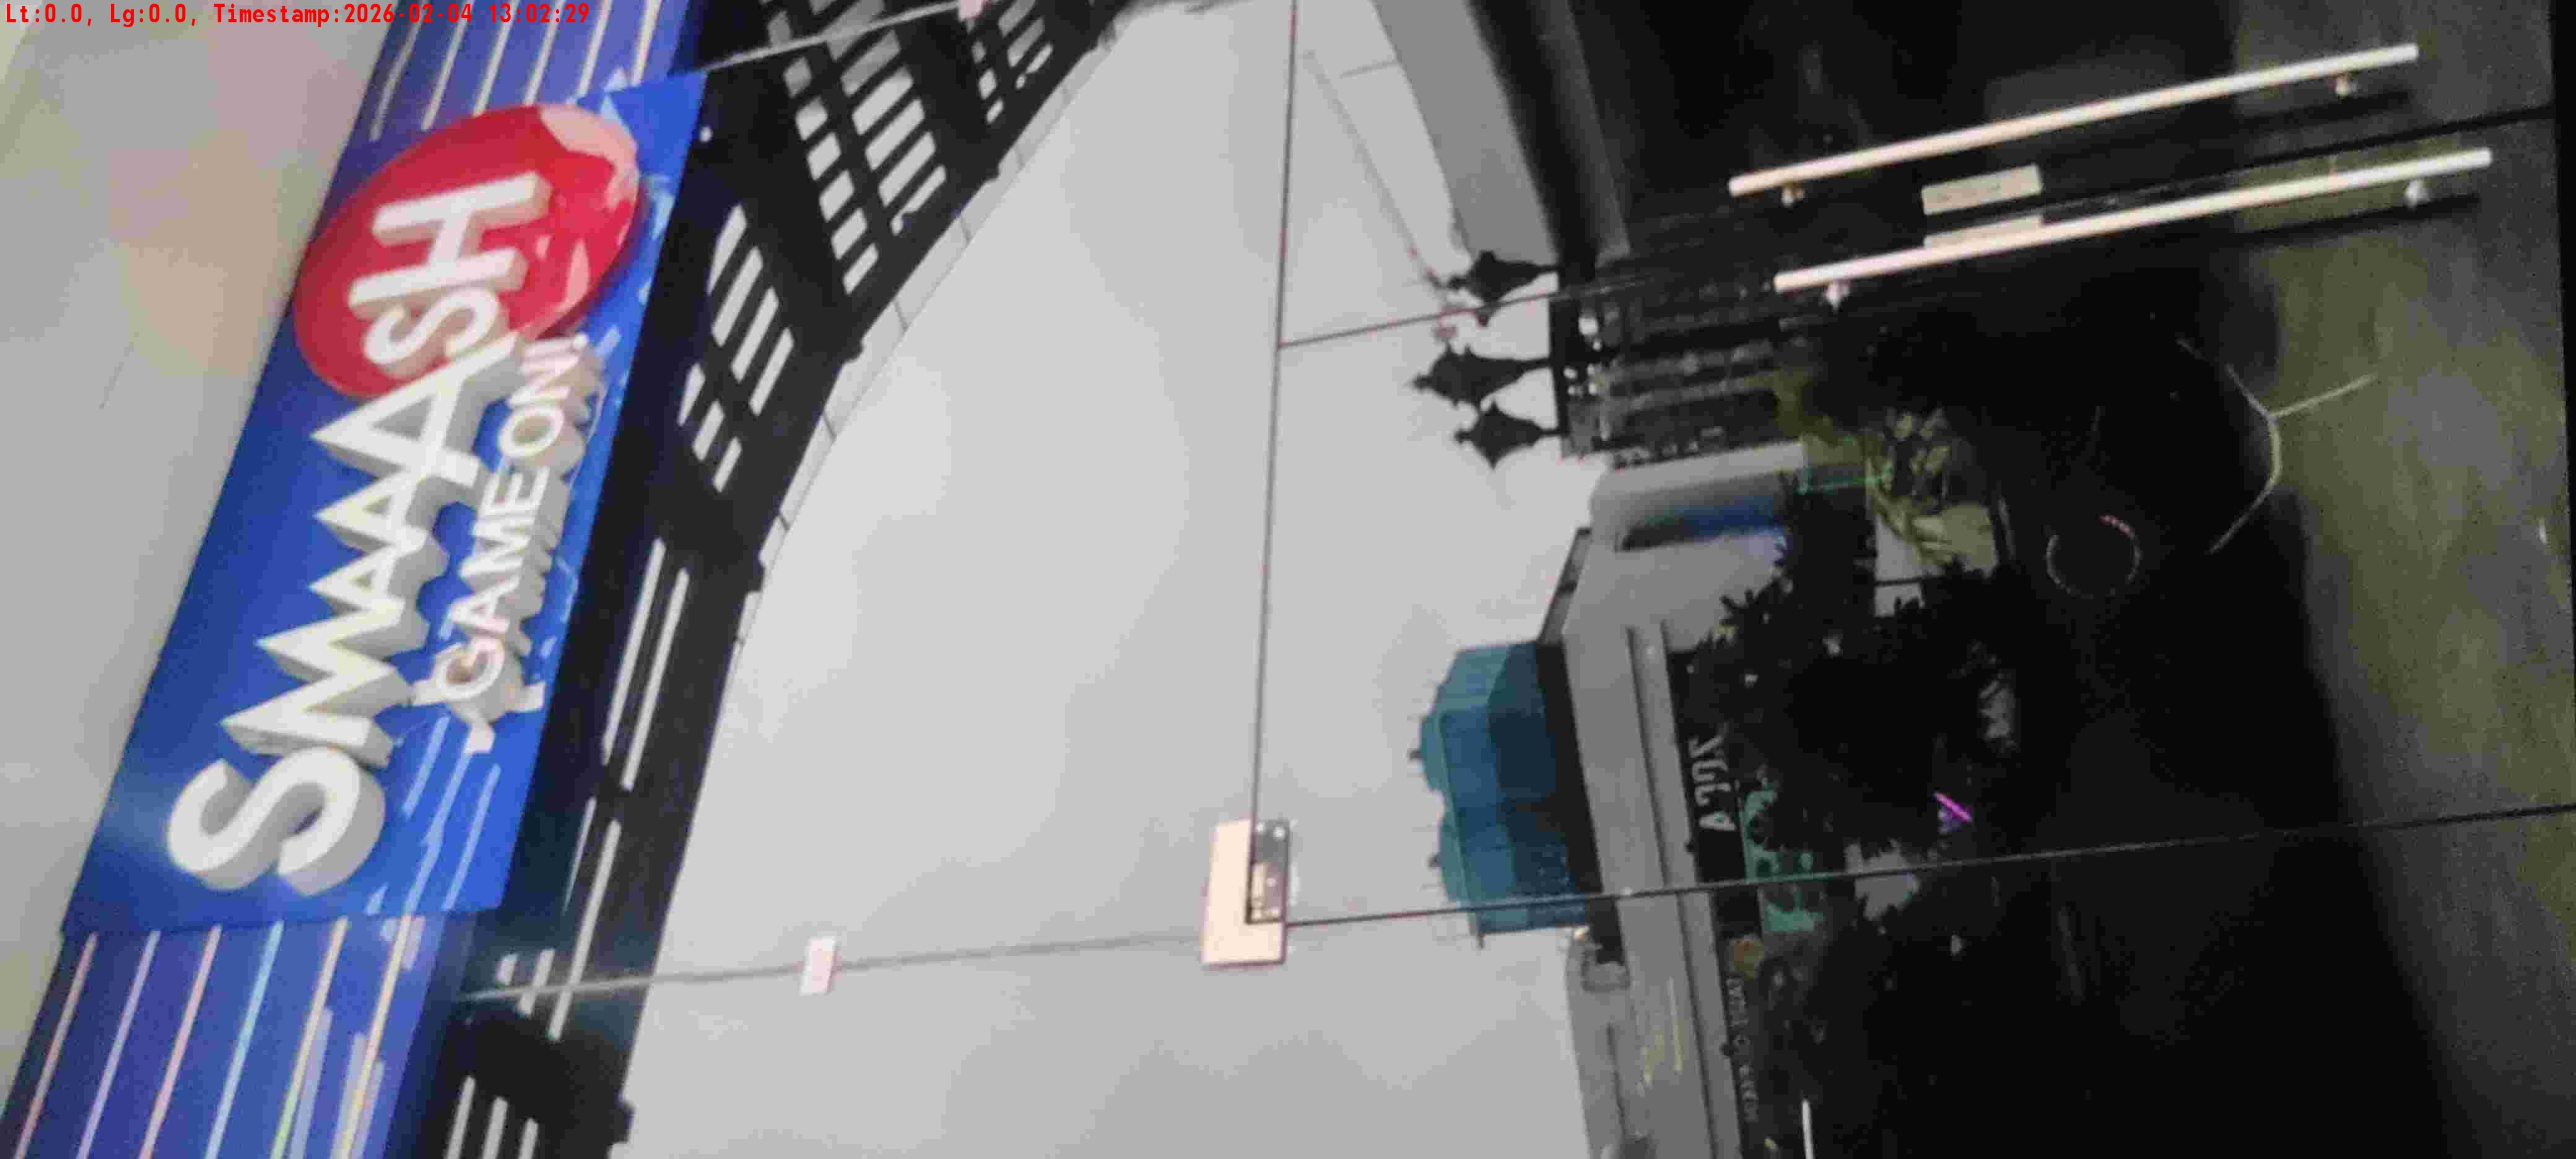 Lt:0.0, Lg:0.0, Timestamp:2026-02-04 13:02:29
SMAAASH
GAME ON!